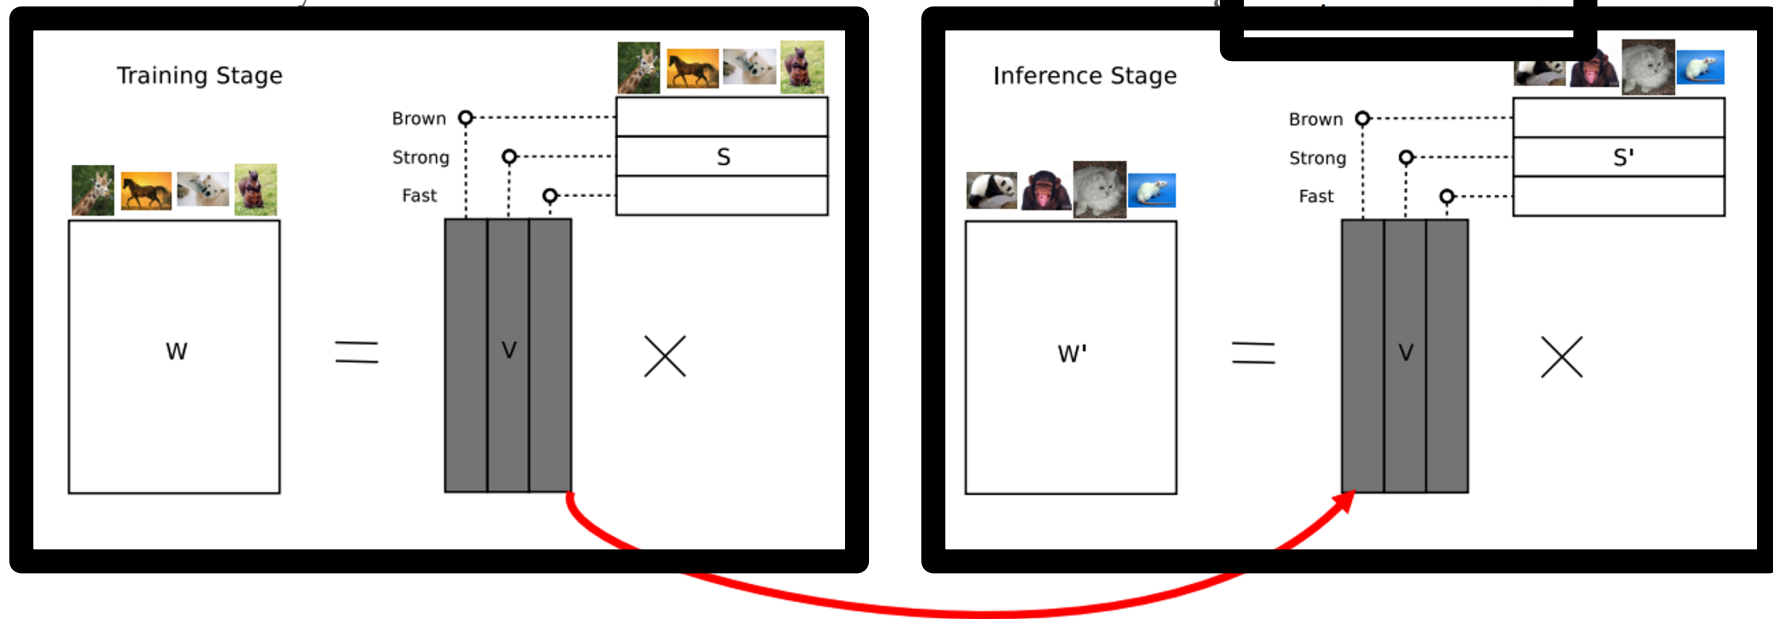 Training Stage
Brown
Strong
Fast
S
W
V
Inference Stage
Brown
Strong
Fast
S'
W'
V